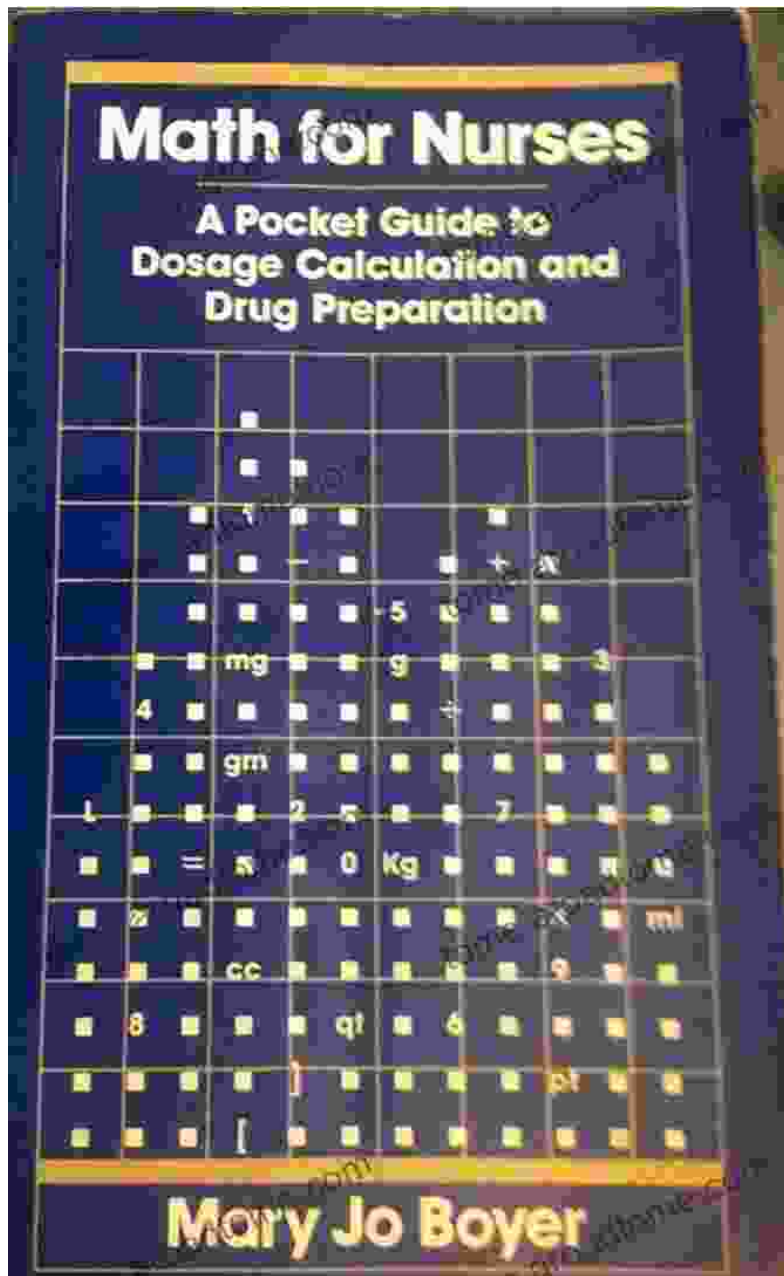 Math for Nurses
A Pocket Guide to
Dosage Calculation and
Drug Preparation
- +
5
mg g 3
4 ÷
gm
L 2 7
= 0 Kg u
x ml
cc 9
8 qt 6
] pt
[
Mary Jo Boyer